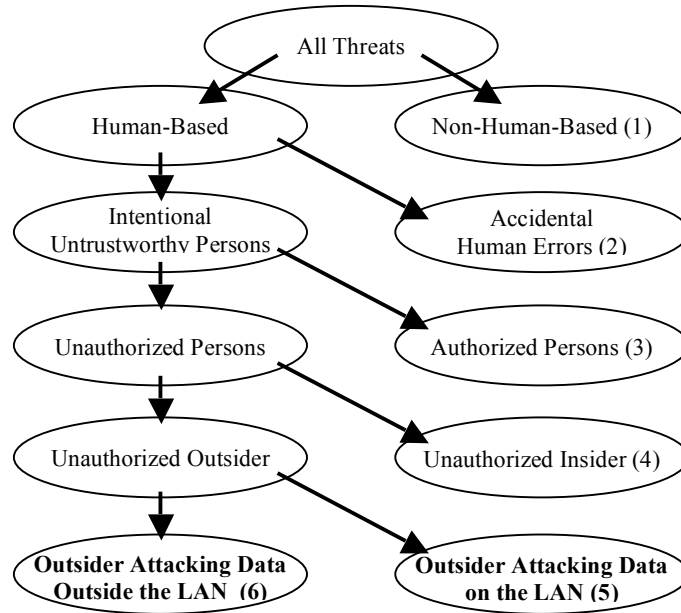 All Threats
Human-Based
Non-Human-Based (1)
Intentional
Untrustworthy Persons
Accidental
Human Errors (2)
Unauthorized Persons
Authorized Persons (3)
Unauthorized Outsider
Unauthorized Insider (4)
Outsider Attacking Data
Outside the LAN (6)
Outsider Attacking Data
on the LAN (5)